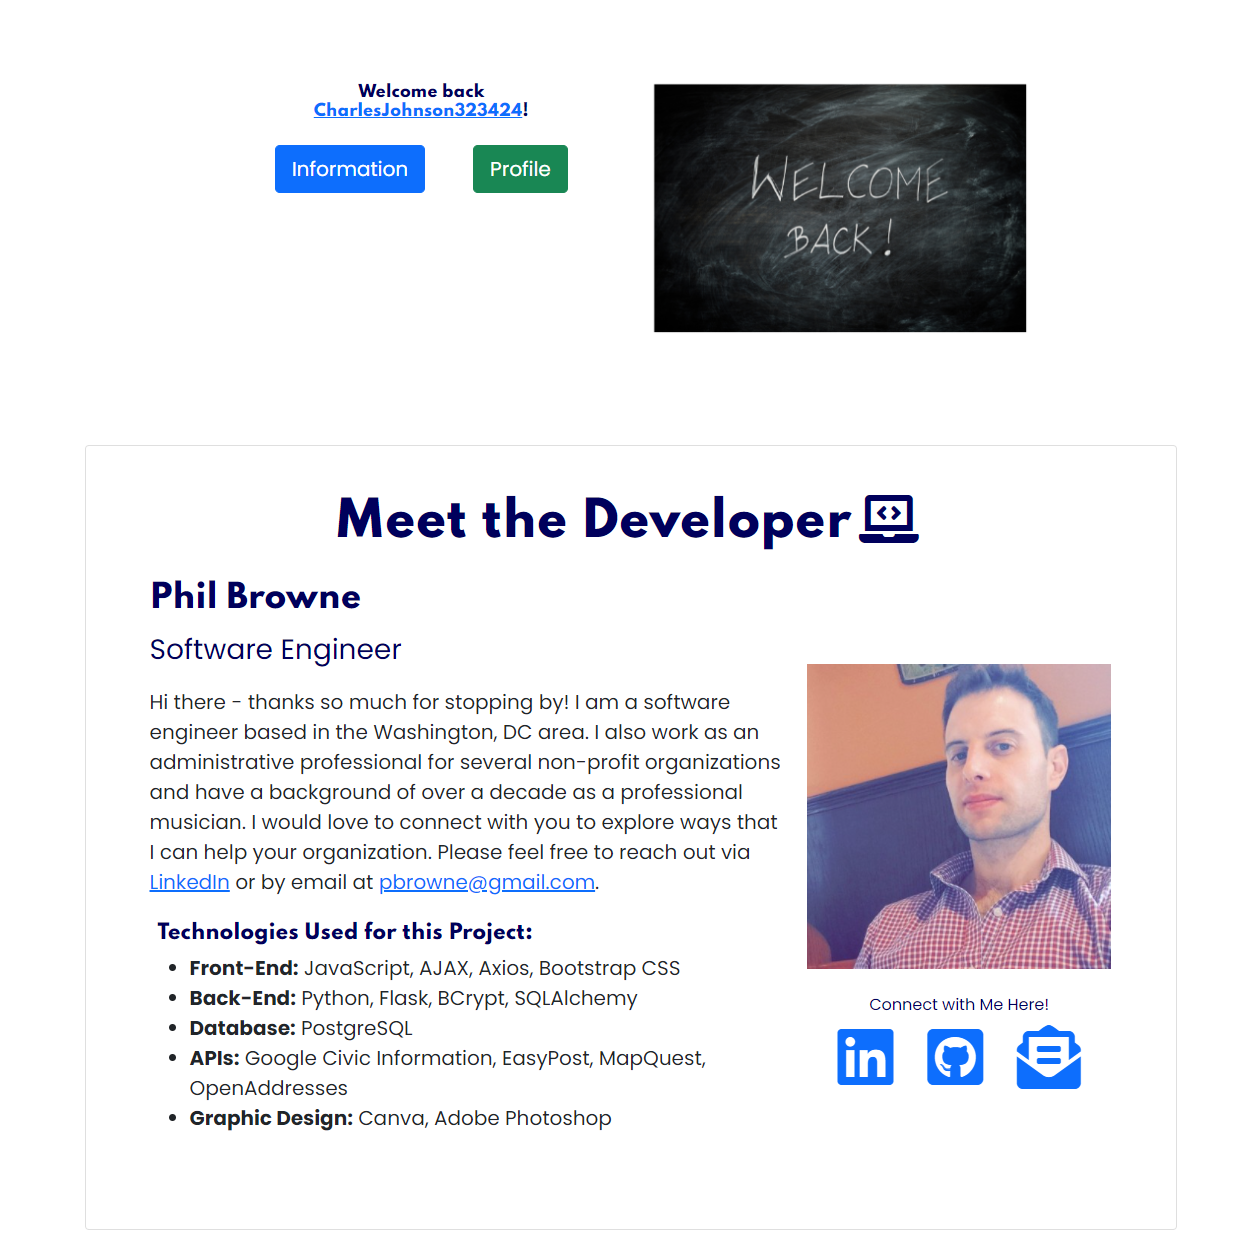 Welcome back
CharlesJohnson323424!
Information
Profile
WELCOME
BACK!
Meet the Developer
Phil Browne
Software Engineer
Hi there - thanks so much for stopping by! I am a software
engineer based in the Washington, DC area. I also work as an
administrative professional for several non-profit organizations
and have a background of over a decade as a professional
musician. I would love to connect with you to explore ways that
I can help your organization. Please feel free to reach out via
LinkedIn or by email at pbrowne@gmail.com.
Technologies Used for this Project:
• Front-End: JavaScript, AJAX, Axios, Bootstrap CSS
• Back-End: Python, Flask, BCrypt, SQLAlchemy
• Database: PostgreSQL
• APIs: Google Civic Information, EasyPost, MapQuest,
OpenAddresses
• Graphic Design: Canva, Adobe Photoshop
Connect with Me Here!
in